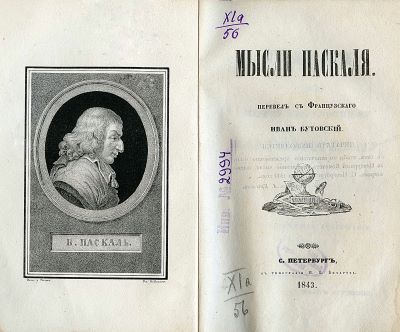 Б. ПАСКАЛЬ.
XIa
56
МЫСЛИ ПАСКАЛЯ.
ПЕРЕВЕЛЪ СЪ ФРАНЦУЗСКАГО
ИВАНЪ БУТОВСКІЙ.
Инв. № 2994
С. ПЕТЕРБУРГЪ,
1843.
XIa
56